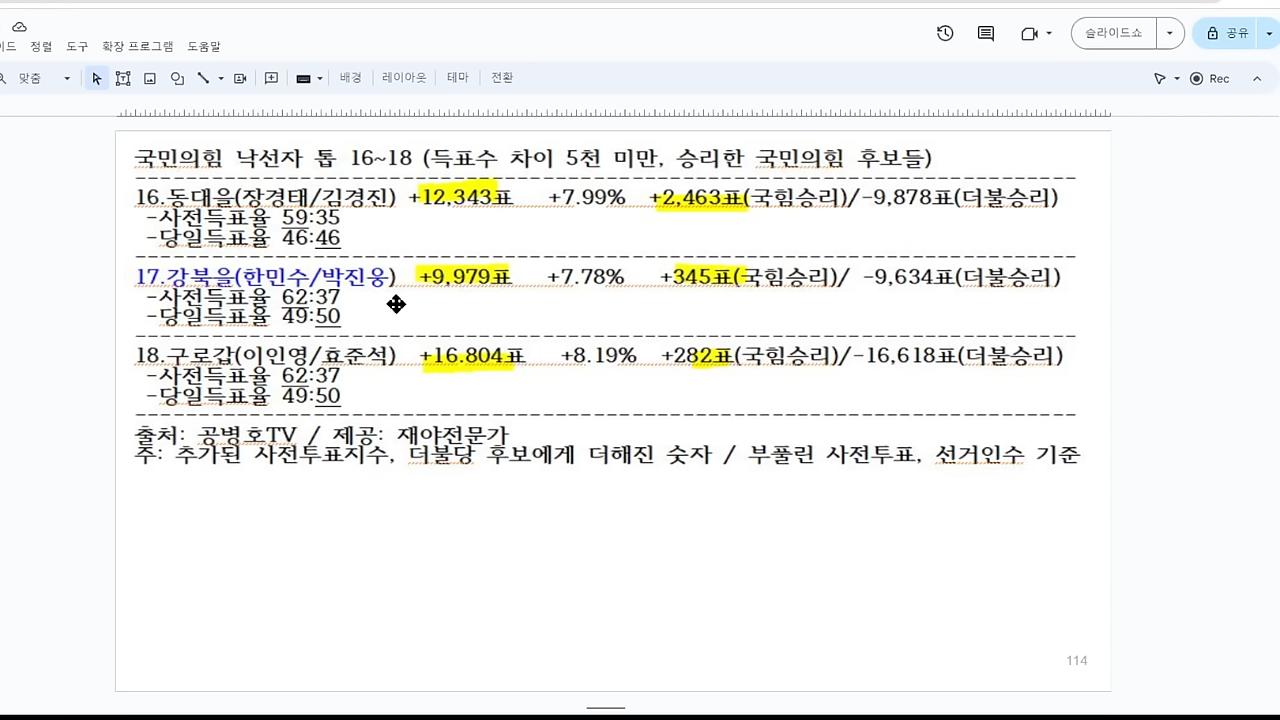 이드 정렬 도구 확장 프로그램 도움말
슬라이드쇼
공유
맞춤
배경 레이아웃 테마 전환
Rec
국민의힘 낙선자 톱 16~18 (득표수 차이 5천 미만, 승리한 국민의힘 후보들)
16.동대을(장경태/김경진) +12,343표 +7.99% +2,463표(국힘승리)/-9,878표(더불승리)
-사전득표율 59:35
-당일득표율 46:46
17.강북을(한민수/박진웅) +9,979표 +7.78% +345표(국힘승리)/ -9,634표(더불승리)
-사전득표율 62:37
-당일득표율 49:50
18.구로갑(이인영/효준석) +16.804표 +8.19% +282표(국힘승리)/-16,618표(더불승리)
-사전득표율 62:37
-당일득표율 49:50
출처: 공병호TV / 제공: 재야전문가
주: 추가된 사전투표지수, 더불당 후보에게 더해진 숫자 / 부풀린 사전투표, 선거인수 기준
114